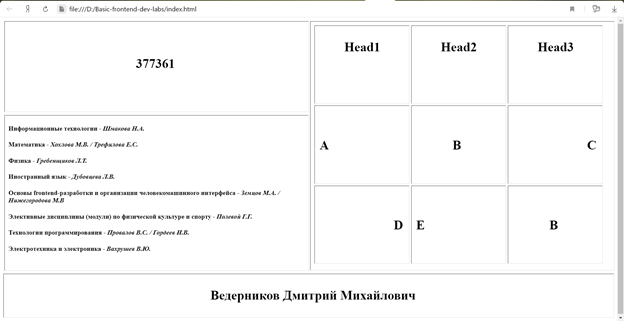 file:///D:/Basic-frontend-dev-labs/index.html
377361
Информационные технологии - Шмакова Н.А.
Математика - Хохлова М.В. / Трефилова Е.С.
Физика - Гребенщиков Л.Т.
Иностранный язык - Дубовцева Л.В.
Основы frontend-разработки и организации человекомашинного интерфейса - Земцов М.А. /
Нижегородова М.В
Элективные дисциплины (модули) по физической культуре и спорту - Полевой Г.Г.
Технологии программирования - Провалов В.С. / Гордеев И.В.
Электротехника и электроника - Вахрушев В.Ю.
Head1 Head2 Head3
A B C
D E B
Ведерников Дмитрий Михайлович